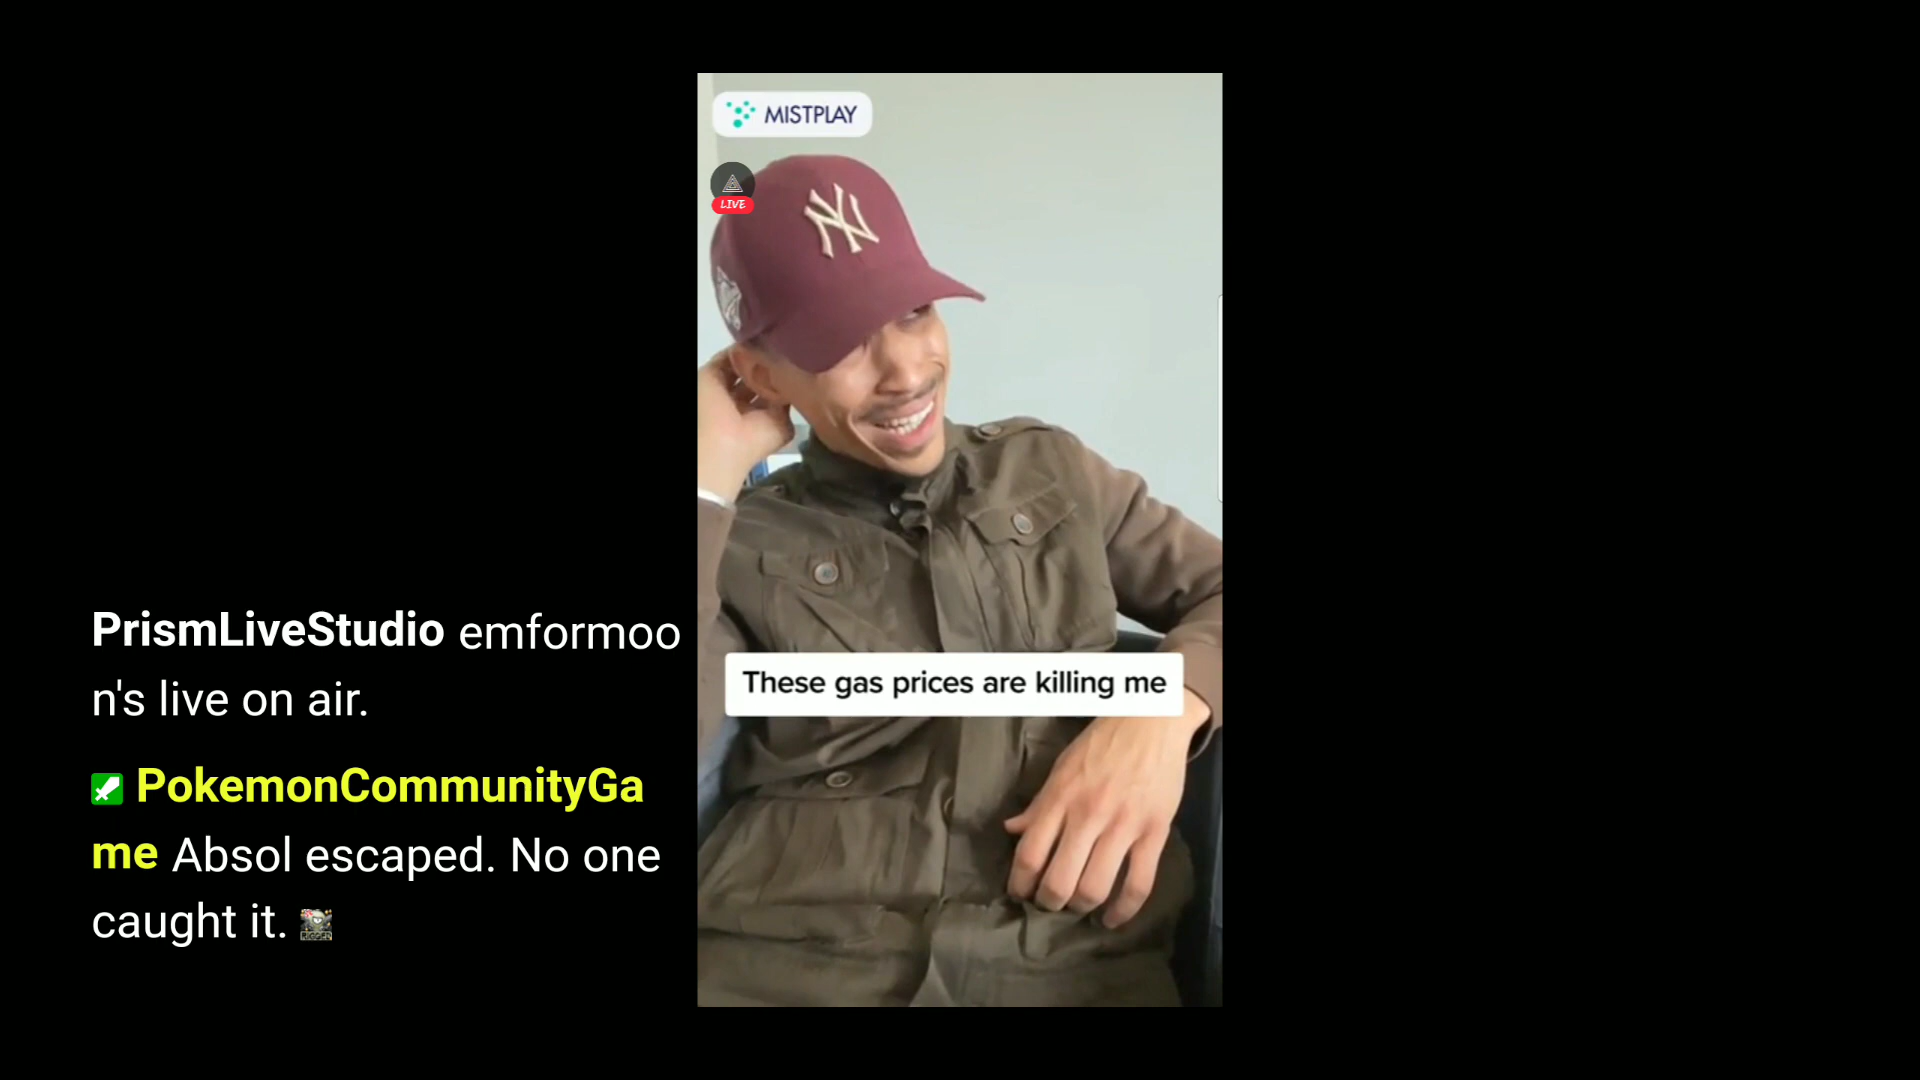 MISTPLAY
LIVE
NY
These gas prices are killing me
PrismLiveStudio emformoo
n's live on air.
PokemonCommunityGa
me Absol escaped. No one
caught it.
RIGGED